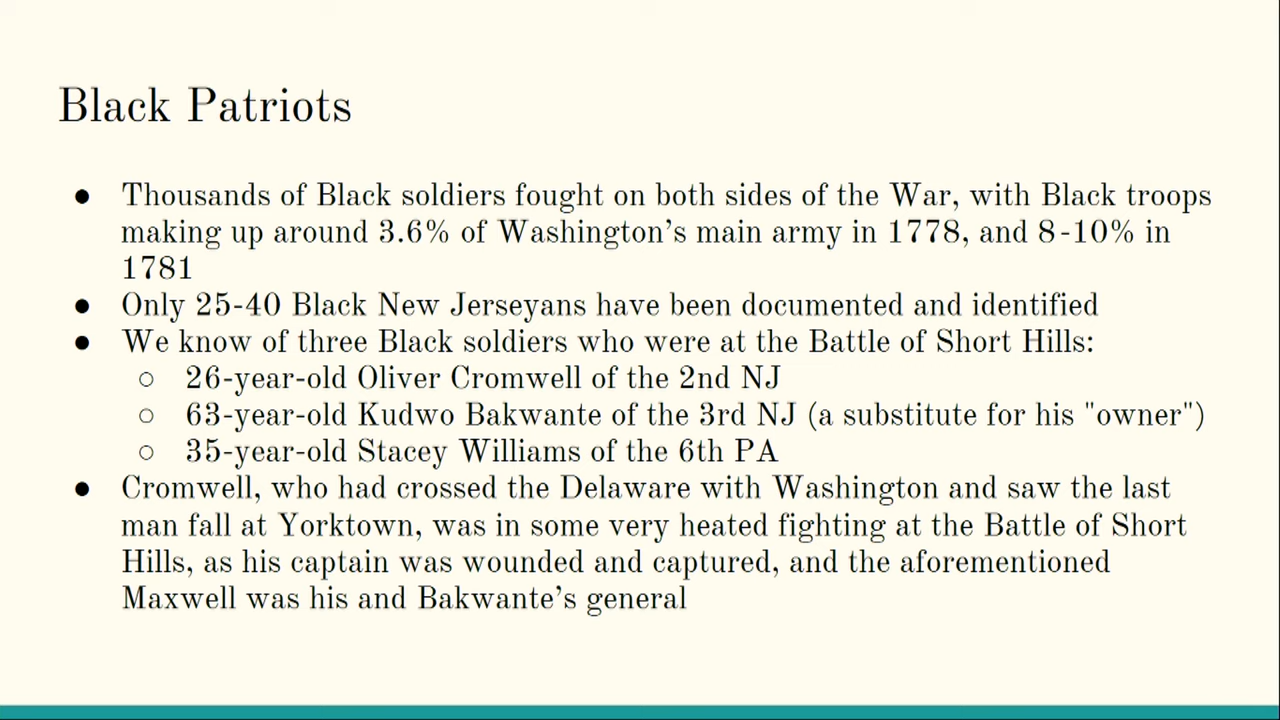 Black Patriots
● Thousands of Black soldiers fought on both sides of the War, with Black troops
making up around 3.6% of Washington’s main army in 1778, and 8-10% in
1781
● Only 25-40 Black New Jerseyans have been documented and identified
● We know of three Black soldiers who were at the Battle of Short Hills:
○ 26-year-old Oliver Cromwell of the 2nd NJ
○ 63-year-old Kudwo Bakwante of the 3rd NJ (a substitute for his "owner")
○ 35-year-old Stacey Williams of the 6th PA
● Cromwell, who had crossed the Delaware with Washington and saw the last
man fall at Yorktown, was in some very heated fighting at the Battle of Short
Hills, as his captain was wounded and captured, and the aforementioned
Maxwell was his and Bakwante’s general